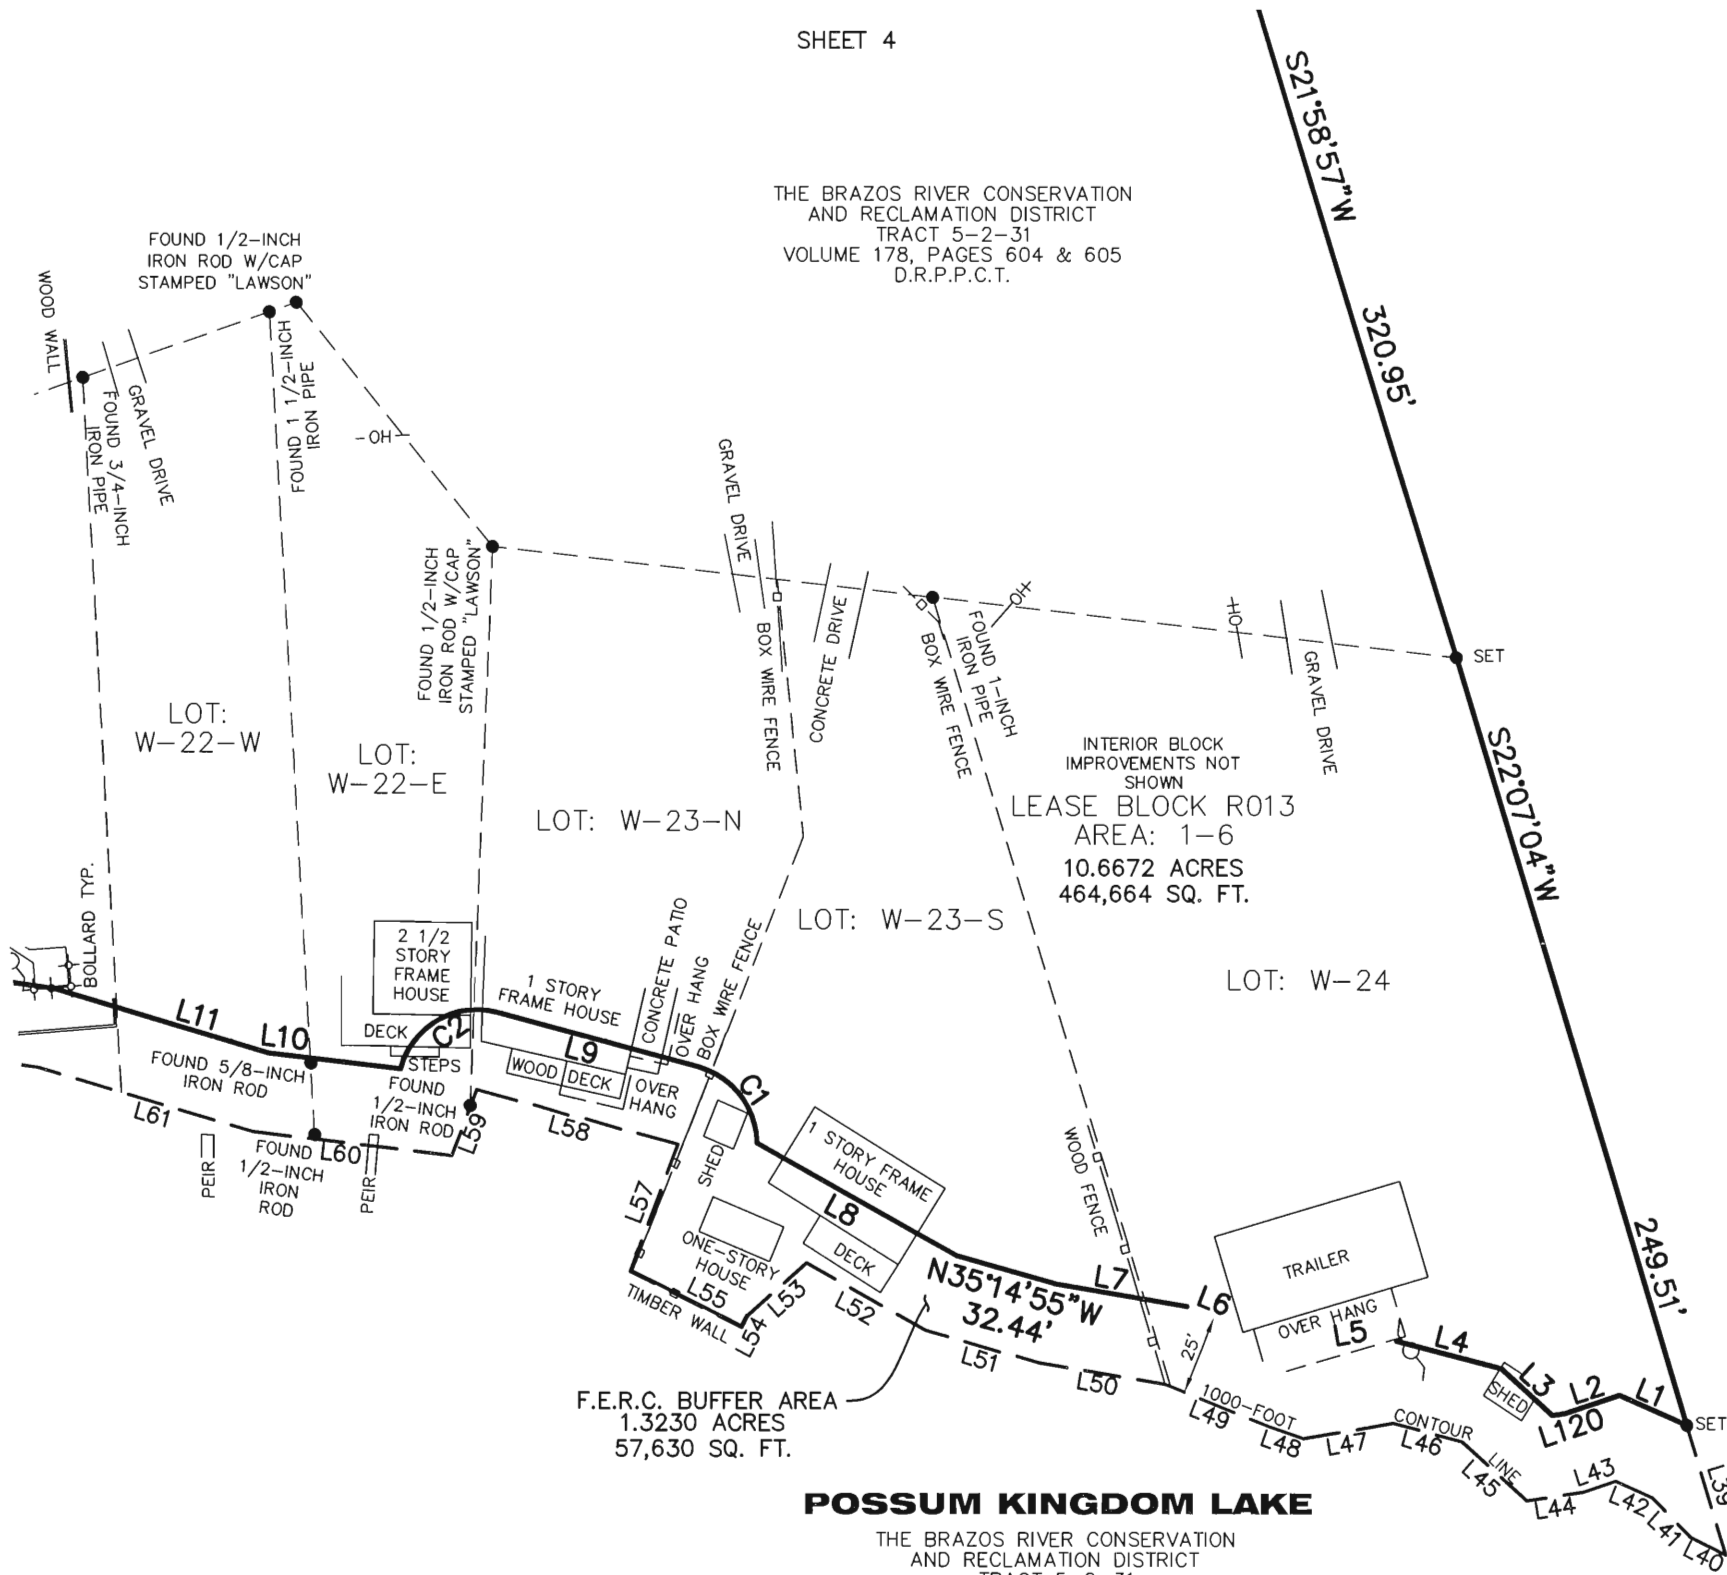 SHEET 4
S21°58'57"W
320.95'
THE BRAZOS RIVER CONSERVATION
AND RECLAMATION DISTRICT
TRACT 5-2-31
VOLUME 178, PAGES 604 & 605
D.R.P.P.C.T.
FOUND 1/2-INCH
IRON ROD W/CAP
STAMPED "LAWSON"
WOOD WALL
GRAVEL DRIVE
FOUND 3/4-INCH
IRON PIPE
FOUND 1 1/2-INCH
IRON PIPE
-OH-
FOUND 1/2-INCH
IRON ROD W/CAP
STAMPED "LAWSON"
GRAVEL DRIVE
BOX WIRE FENCE
CONCRETE DRIVE
BOX WIRE FENCE
FOUND 1-INCH
IRON PIPE
OH
OH
GRAVEL DRIVE
SET
LOT:
W-22-W
LOT:
W-22-E
LOT: W-23-N
INTERIOR BLOCK
IMPROVEMENTS NOT
SHOWN
LEASE BLOCK R013
AREA: 1-6
10.6672 ACRES
464,664 SQ. FT.
S22°07'04"W
249.51'
LOT: W-23-S
LOT: W-24
BOLLARD TYP.
2 1/2
STORY
FRAME
HOUSE
DECK
C2
STEPS
1 STORY
FRAME HOUSE
CONCRETE PATIO
OVER HANG
BOX WIRE FENCE
L11
L10
L9
WOOD
DECK
OVER
HANG
C1
FOUND 5/8-INCH
IRON ROD
FOUND
1/2-INCH
IRON ROD
L61
L60
L59
L58
PEIR
FOUND
1/2-INCH
IRON
ROD
PEIR
SHED
1 STORY FRAME
HOUSE
L8
DECK
WOOD FENCE
L57
ONE-STORY
HOUSE
L55
L53
TIMBER WALL
L54
L52
N35°14'55"W
32.44'
L7
L6
25'
TRAILER
OVER HANG
L5
L4
L3
SHED
L2
L120
L1
SET
L51
L50
F.E.R.C. BUFFER AREA
1.3230 ACRES
57,630 SQ. FT.
1000-FOOT
CONTOUR
LINE
L49
L48
L47
L46
L45
L44
L43
L42
L41
L40
L39
POSSUM KINGDOM LAKE
THE BRAZOS RIVER CONSERVATION
AND RECLAMATION DISTRICT